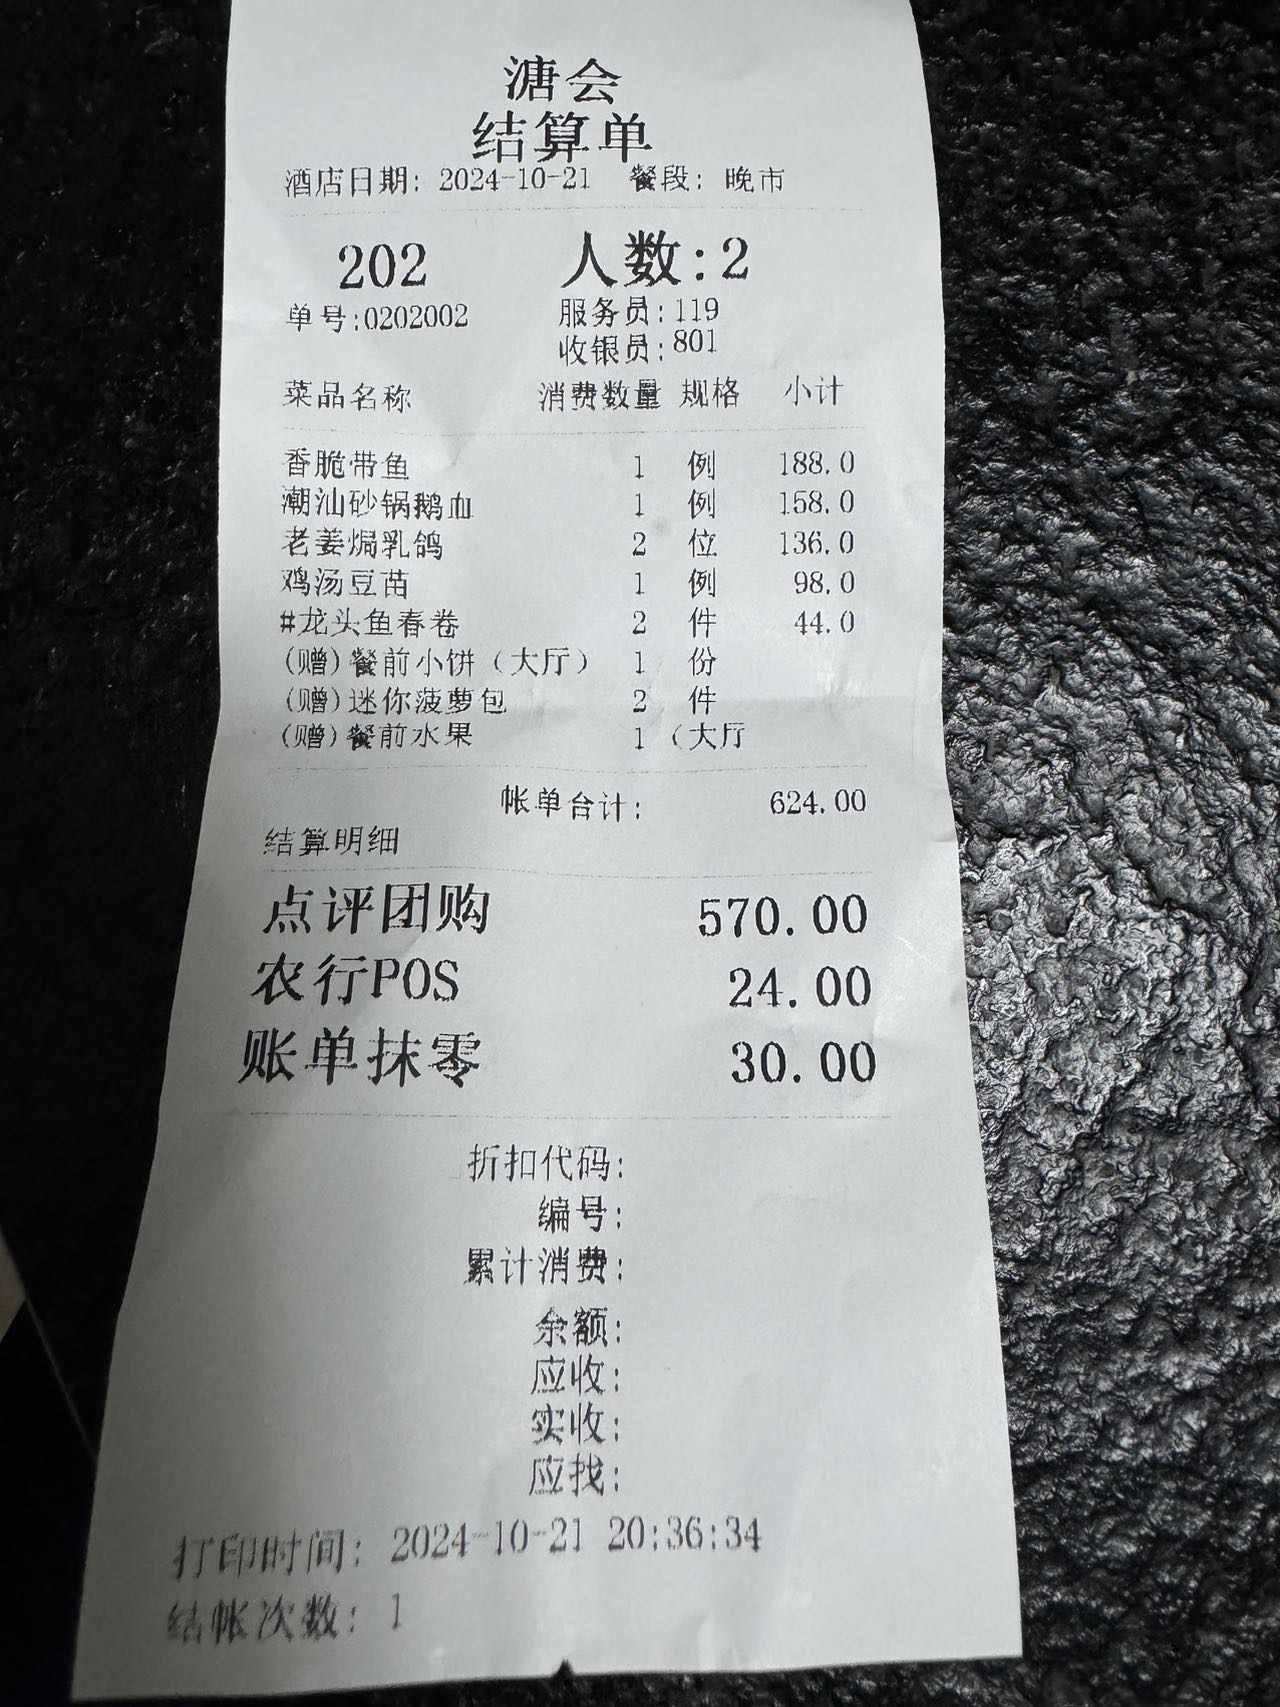 溏会
结算单
酒店日期: 2024-10-21 餐段: 晚市
202 人数:2
单号:0202002 服务员:119
收银员:801
菜品名称 消费数量 规格 小计
香脆带鱼 1 例 188.0
潮汕砂锅鹅血 1 例 158.0
老姜焗乳鸽 2 位 136.0
鸡汤豆苗 1 例 98.0
#龙头鱼春卷 2 件 44.0
(赠)餐前小饼(大厅) 1 份
(赠)迷你菠萝包 2 件
(赠)餐前水果 1 (大厅
帐单合计: 624.00
结算明细
点评团购 570.00
农行POS 24.00
账单抹零 30.00
折扣代码:
编号:
累计消费:
余额:
应收:
实收:
应找:
打印时间: 2024-10-21 20:36:34
结帐次数: 1